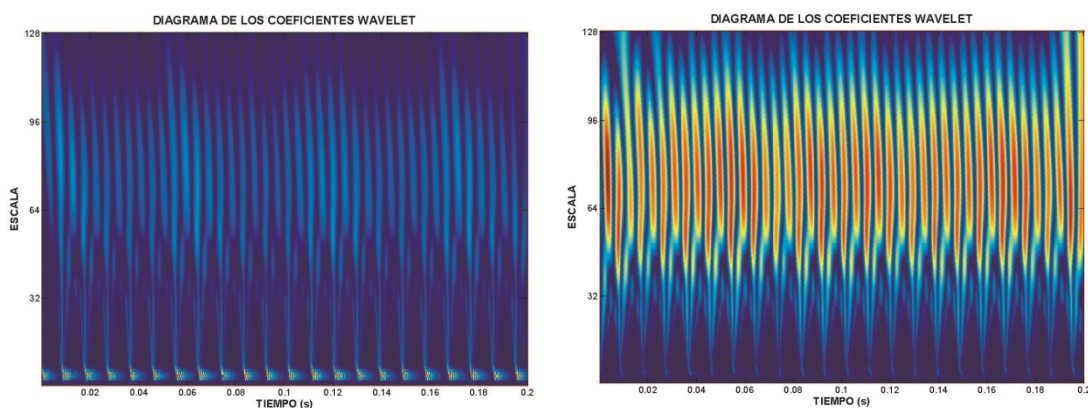 DIAGRAMA DE LOS COEFICIENTES WAVELET
128
96
64
32
ESCALA
0.02 0.04 0.06 0.08 0.1 0.12 0.14 0.16 0.18 0.2
TIEMPO (s)
DIAGRAMA DE LOS COEFICIENTES WAVELET
128
96
64
32
ESCALA
0.02 0.04 0.06 0.08 0.1 0.12 0.14 0.16 0.18 0.2
TIEMPO (s)